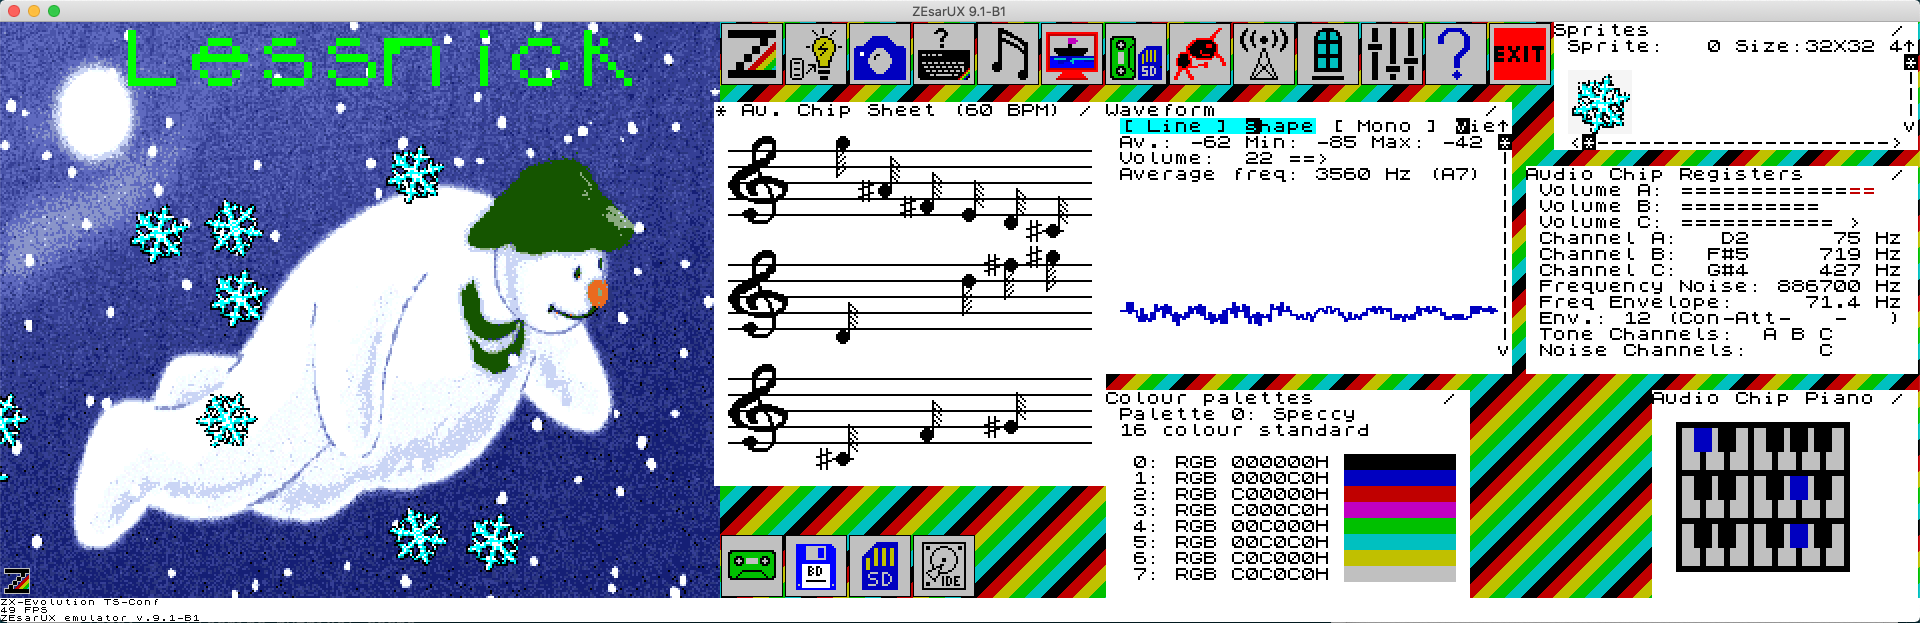 ZEsarUX 9.1-B1
Lessnick
?
SD
?
EXIT
Sprites /
Sprite: 0 Size:32X32 4↑
* Au. Chip Sheet (60 BPM) /
Waveform /
[ Line ] Shape [ Mono ] Vie↑
Av.: -62 Min: -85 Max: -42
Volume: 22 ==>
Average freq: 3560 Hz (A7)
Audio Chip Registers /
Volume A: ==============
Volume B: ==========
Volume C: =========== >
Channel A: D2 75 Hz
Channel B: F#5 719 Hz
Channel C: G#4 427 Hz
Frequency Noise: 886700 Hz
Freq Envelope: 71.4 Hz
Env.: 12 (Con-Att- - )
Tone Channels: A B C
Noise Channels: C
Colour palettes /
Palette 0: Speccy
16 colour standard
0: RGB 000000H
1: RGB 0000C0H
2: RGB C00000H
3: RGB C000C0H
4: RGB 00C000H
5: RGB 00C0C0H
6: RGB C0C000H
7: RGB C0C0C0H
Audio Chip Piano /
BD
SD
IDE
ZX-Evolution TS-Conf
49 FPS
ZEsarUX emulator v.9.1-B1